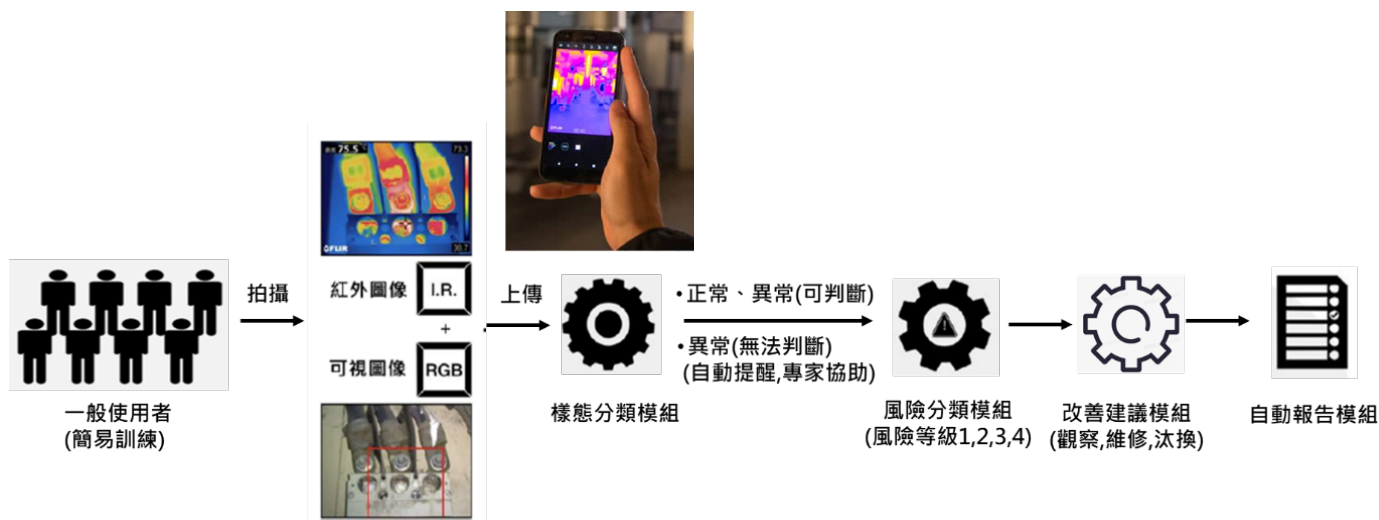 75.5
73.3
30.7
FLIR
一般使用者
(簡易訓練)
拍攝
紅外圖像
I.R.
+
可視圖像
RGB
上傳
樣態分類模組
•正常、異常(可判斷)
•異常(無法判斷)
(自動提醒,專家協助)
風險分類模組
(風險等級1,2,3,4)
改善建議模組
(觀察,維修,汰換)
自動報告模組